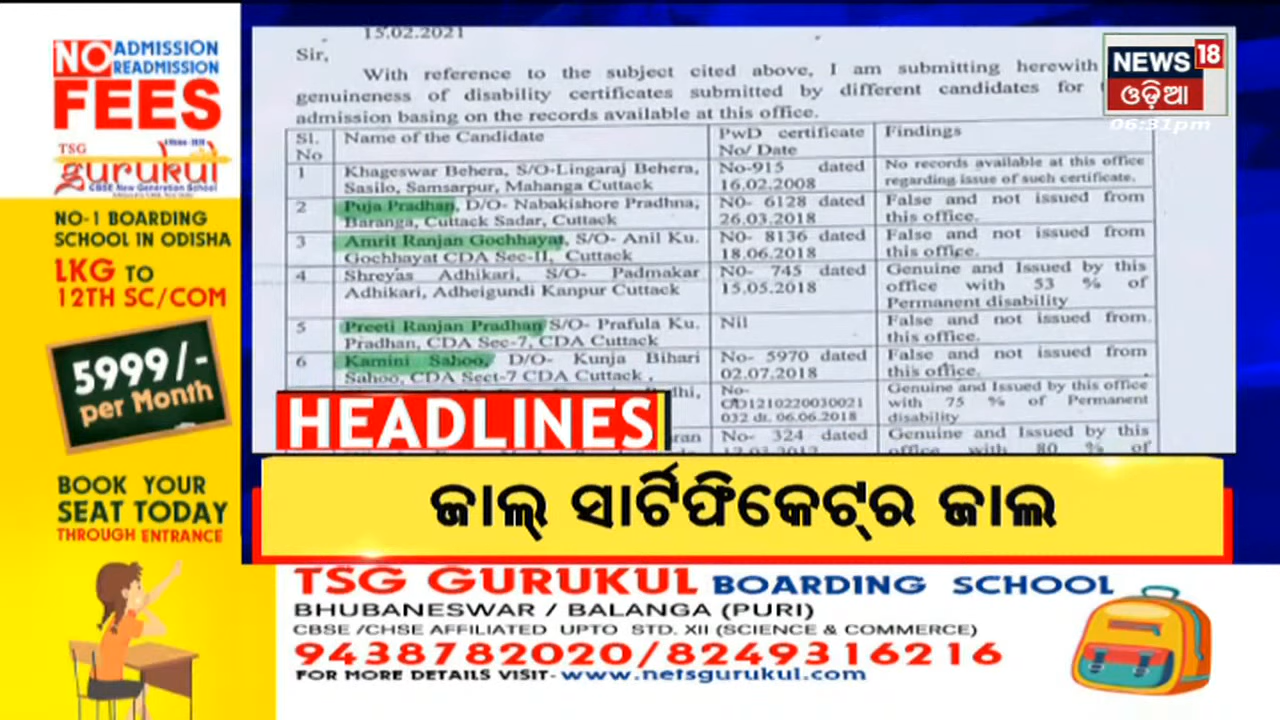 NO ADMISSION
READMISSION
FEES
TSG
gurukul
CBSE New Generation School
NO-1 BOARDING
SCHOOL IN ODISHA
LKG TO
12TH SC/COM
5999/-
per Month
BOOK YOUR
SEAT TODAY
THROUGH ENTRANCE
15.02.2021
Sir,
With reference to the subject cited above, I am submitting herewith
genuineness of disability certificates submitted by different candidates for
admission basing on the records available at this office.
Sl. No | Name of the Candidate | PwD certificate No/ Date | Findings
1 | Khageswar Behera, S/O-Lingaraj Behera, Sasilo, Samsarpur, Mahanga Cuttack | No-915 dated 16.02.2008 | No records available at this office regarding issue of such certificate.
2 | Puja Pradhan, D/O- Nabakishore Pradhna, Baranga, Cuttack Sadar, Cuttack | N0- 6128 dated 26.03.2018 | False and not issued from this office.
3 | Amrit Ranjan Gochhayat, S/O- Anil Ku. Gochhayat CDA Sec-II, Cuttack | N0- 8136 dated 18.06.2018 | False and not issued from this office.
4 | Shreyas Adhikari, S/O- Padmakar Adhikari, Adheigundi Kanpur Cuttack | N0- 745 dated 15.05.2018 | Genuine and Issued by this office with 53 % of Permanent disability
5 | Preeti Ranjan Pradhan S/O- Prafula Ku. Pradhan, CDA Sec-7, CDA Cuttack | Nil | False and not issued from this office.
6 | Kamini Sahoo, D/O- Kunja Bihari Sahoo, CDA Sect-7 CDA Cuttack . | No- 5970 dated 02.07.2018 | False and not issued from this office.
No- OD1210220030021 032 dt. 06.06.2018 | Genuine and Issued by this office with 75 % of Permanent disability
No- 324 dated | Genuine and Issued by this office with 80 % of
NEWS 18
ଓଡ଼ିଆ
06:31pm
HEADLINES
ଜାଲ୍ ସାର୍ଟିଫିକେଟ୍‌ର ଜାଲ
TSG GURUKUL BOARDING SCHOOL
BHUBANESWAR / BALANGA (PURI)
CBSE /CHSE AFFILIATED UPTO STD. XII (SCIENCE & COMMERCE)
9438782020/8249316216
FOR MORE DETAILS VISIT- www.netsgurukul.com